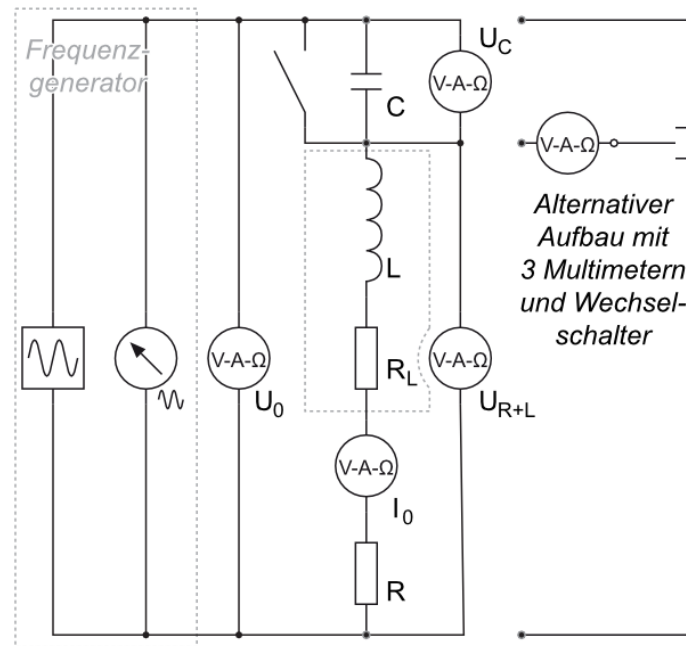 Frequenz-
generator
U_C
V-A-Ω
C
V-A-Ω
Alternativer
Aufbau mit
3 Multimetern
und Wechsel-
schalter
L
V-A-Ω
U_0
R_L
V-A-Ω
U_R+L
V-A-Ω
I_0
R